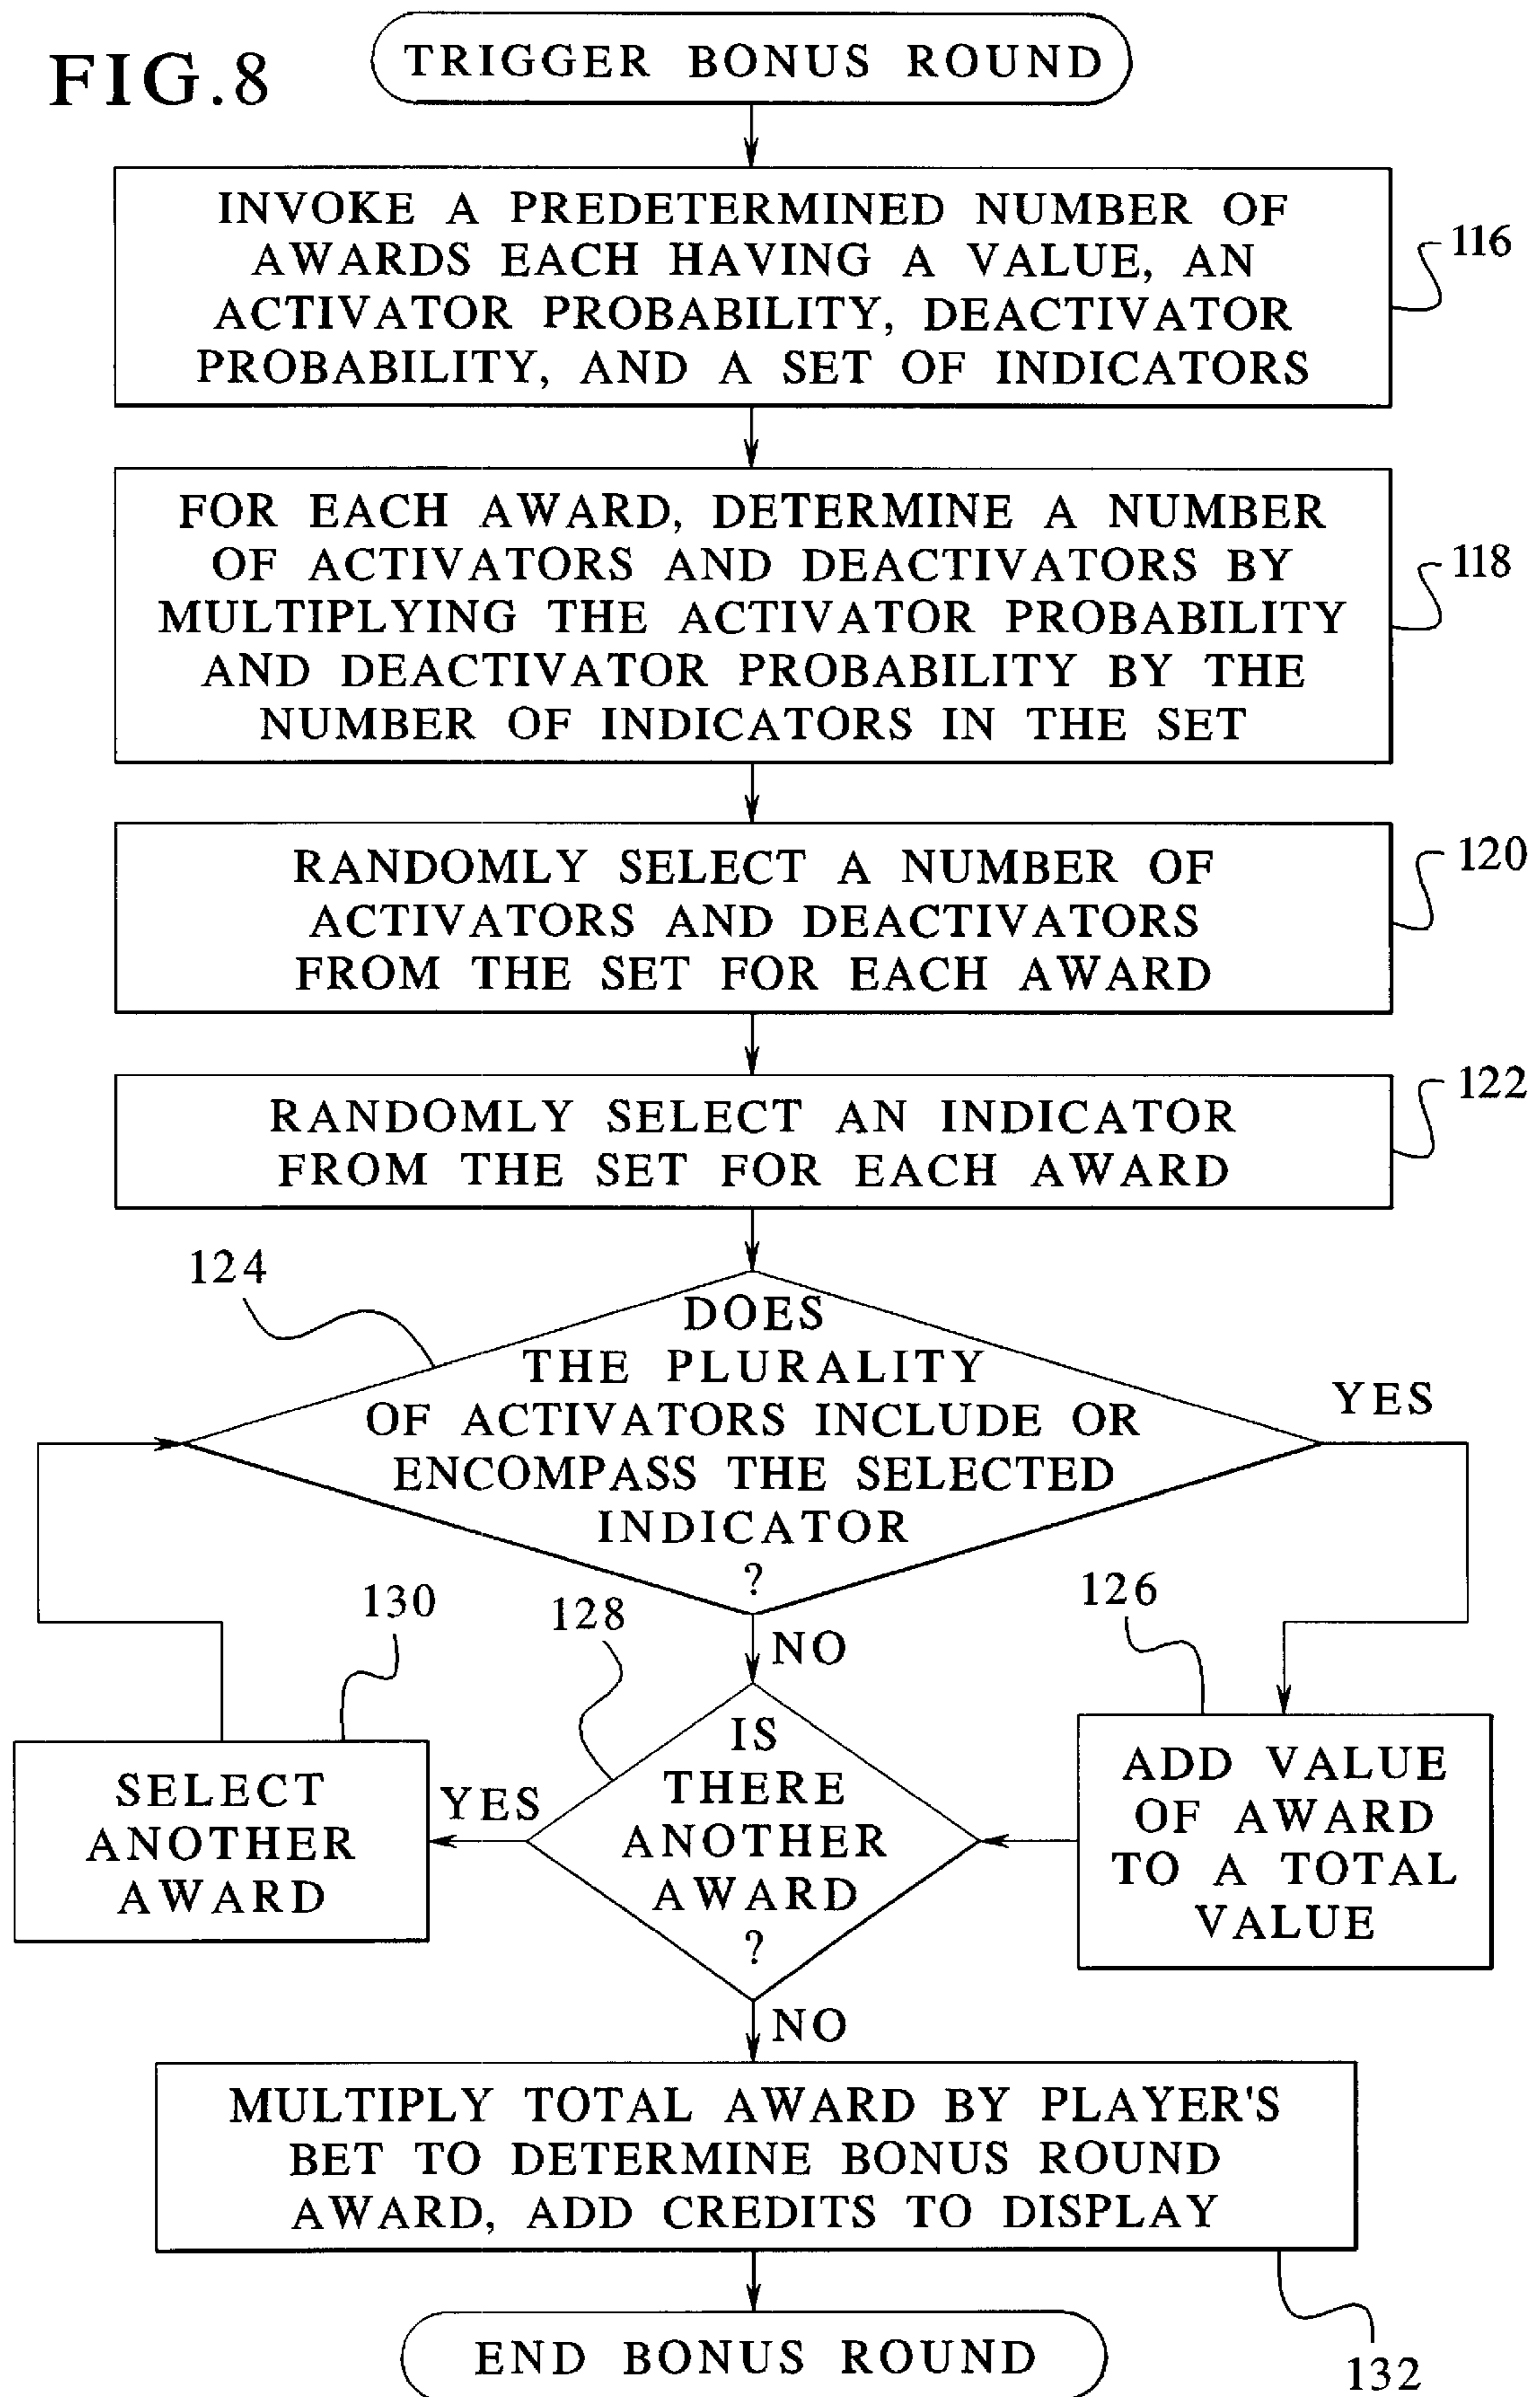 FIG.8
TRIGGER BONUS ROUND
INVOKE A PREDETERMINED NUMBER OF
AWARDS EACH HAVING A VALUE, AN
ACTIVATOR PROBABILITY, DEACTIVATOR
PROBABILITY, AND A SET OF INDICATORS
116
FOR EACH AWARD, DETERMINE A NUMBER
OF ACTIVATORS AND DEACTIVATORS BY
MULTIPLYING THE ACTIVATOR PROBABILITY
AND DEACTIVATOR PROBABILITY BY THE
NUMBER OF INDICATORS IN THE SET
118
RANDOMLY SELECT A NUMBER OF
ACTIVATORS AND DEACTIVATORS
FROM THE SET FOR EACH AWARD
120
RANDOMLY SELECT AN INDICATOR
FROM THE SET FOR EACH AWARD
122
124
DOES
THE PLURALITY
OF ACTIVATORS INCLUDE OR
ENCOMPASS THE SELECTED
INDICATOR
?
YES
NO
130
128
126
SELECT
ANOTHER
AWARD
YES
IS
THERE
ANOTHER
AWARD
?
ADD VALUE
OF AWARD
TO A TOTAL
VALUE
NO
MULTIPLY TOTAL AWARD BY PLAYER'S
BET TO DETERMINE BONUS ROUND
AWARD, ADD CREDITS TO DISPLAY
132
END BONUS ROUND